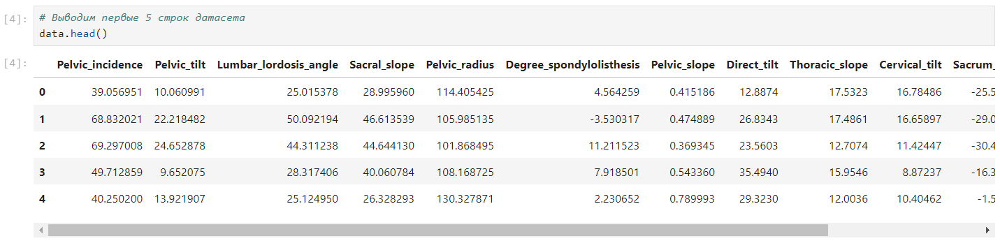 [4]: # Выводим первые 5 строк датасета
data.head()
[4]: Pelvic_incidence Pelvic_tilt Lumbar_lordosis_angle Sacral_slope Pelvic_radius Degree_spondylolisthesis Pelvic_slope Direct_tilt Thoracic_slope Cervical_tilt Sacrum_
0 39.056951 10.060991 25.015378 28.995960 114.405425 4.564259 0.415186 12.8874 17.5323 16.78486 -25.5
1 68.832021 22.218482 50.092194 46.613539 105.985135 -3.530317 0.474889 26.8343 17.4861 16.65897 -29.0
2 69.297008 24.652878 44.311238 44.644130 101.868495 11.211523 0.369345 23.5603 12.7074 11.42447 -30.4
3 49.712859 9.652075 28.317406 40.060784 108.168725 7.918501 0.543360 35.4940 15.9546 8.87237 -16.3
4 40.250200 13.921907 25.124950 26.328293 130.327871 2.230652 0.789993 29.3230 12.0036 10.40462 -1.5